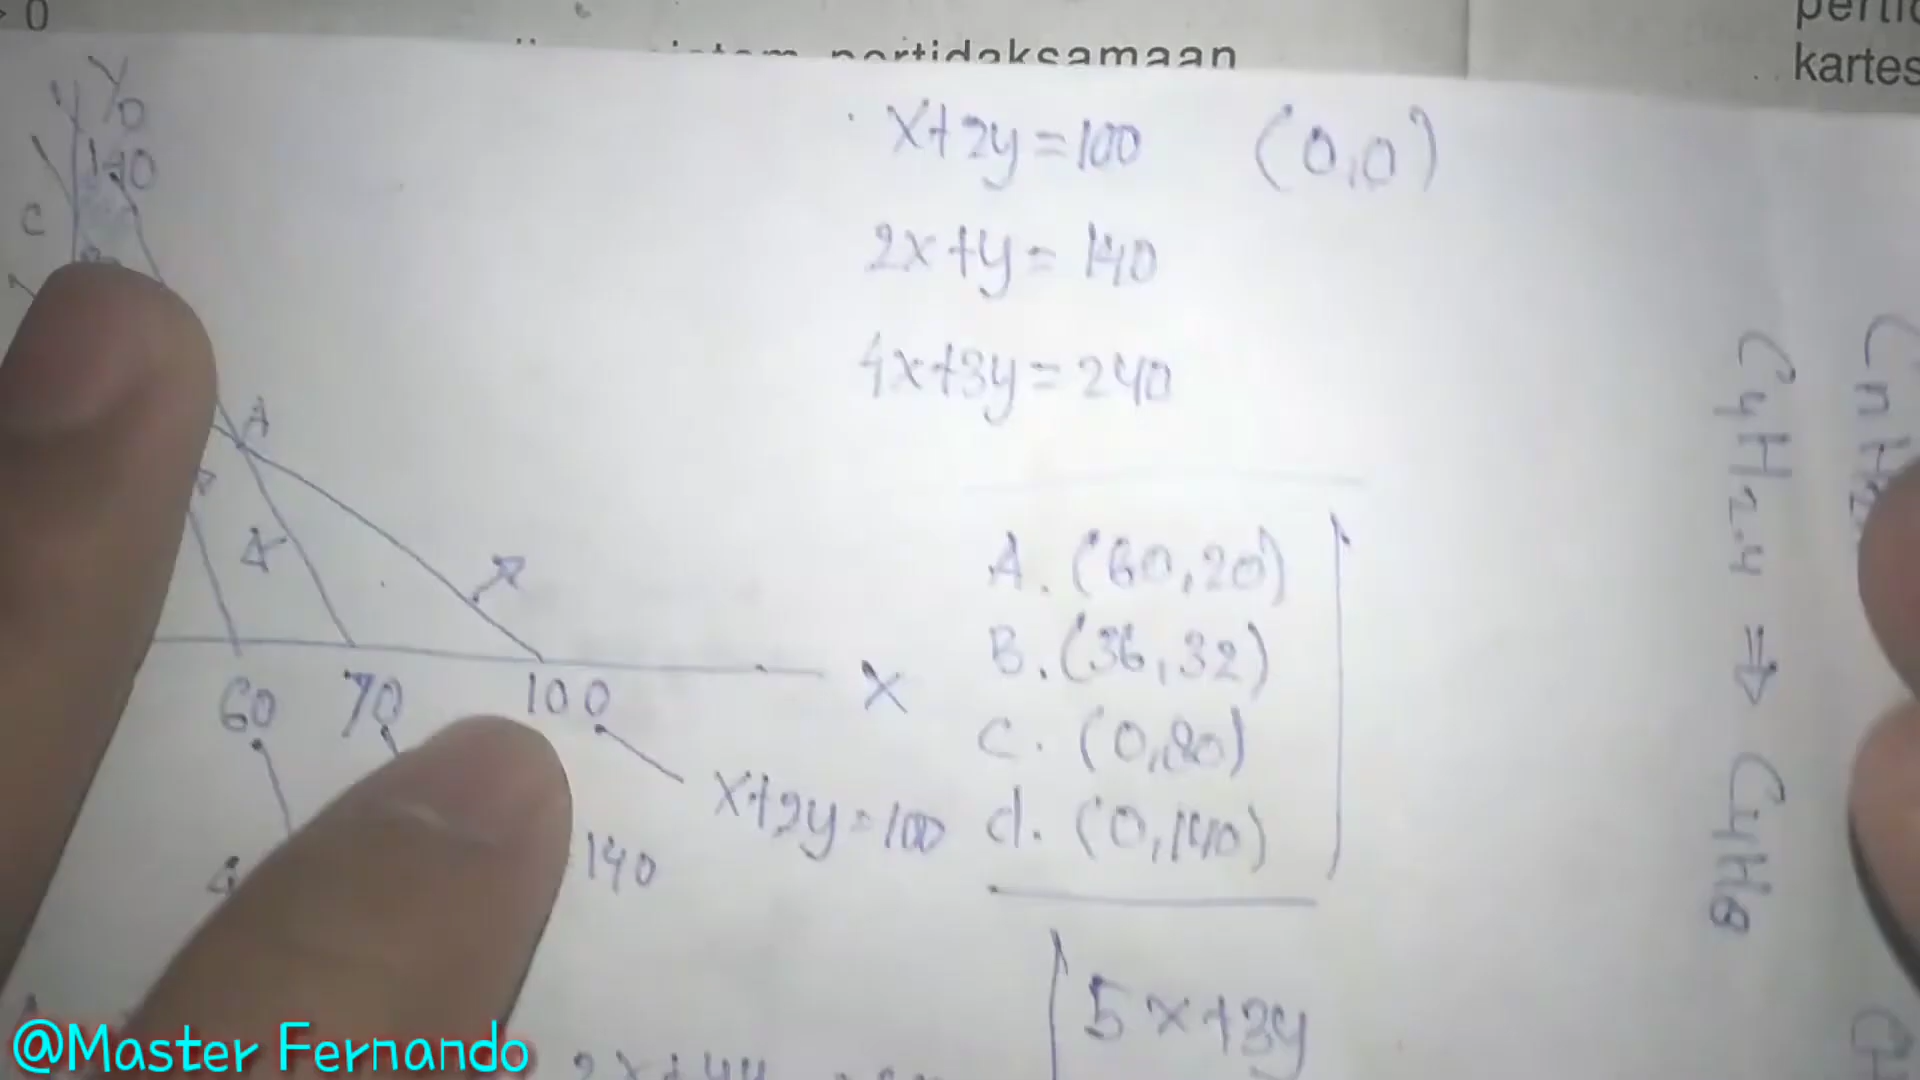 0
pertidaksamaan
kartes
Y
140
C
x+2y=100 (0,0)
2x+y=140
4x+3y=240
A
A. (60,20)
B. (36,32)
C. (0,80)
d. (0,140)
60 70 100 X
x+2y=100
140
5x+3y
C4H2.4 ⇒ C4H8
@Master Fernando